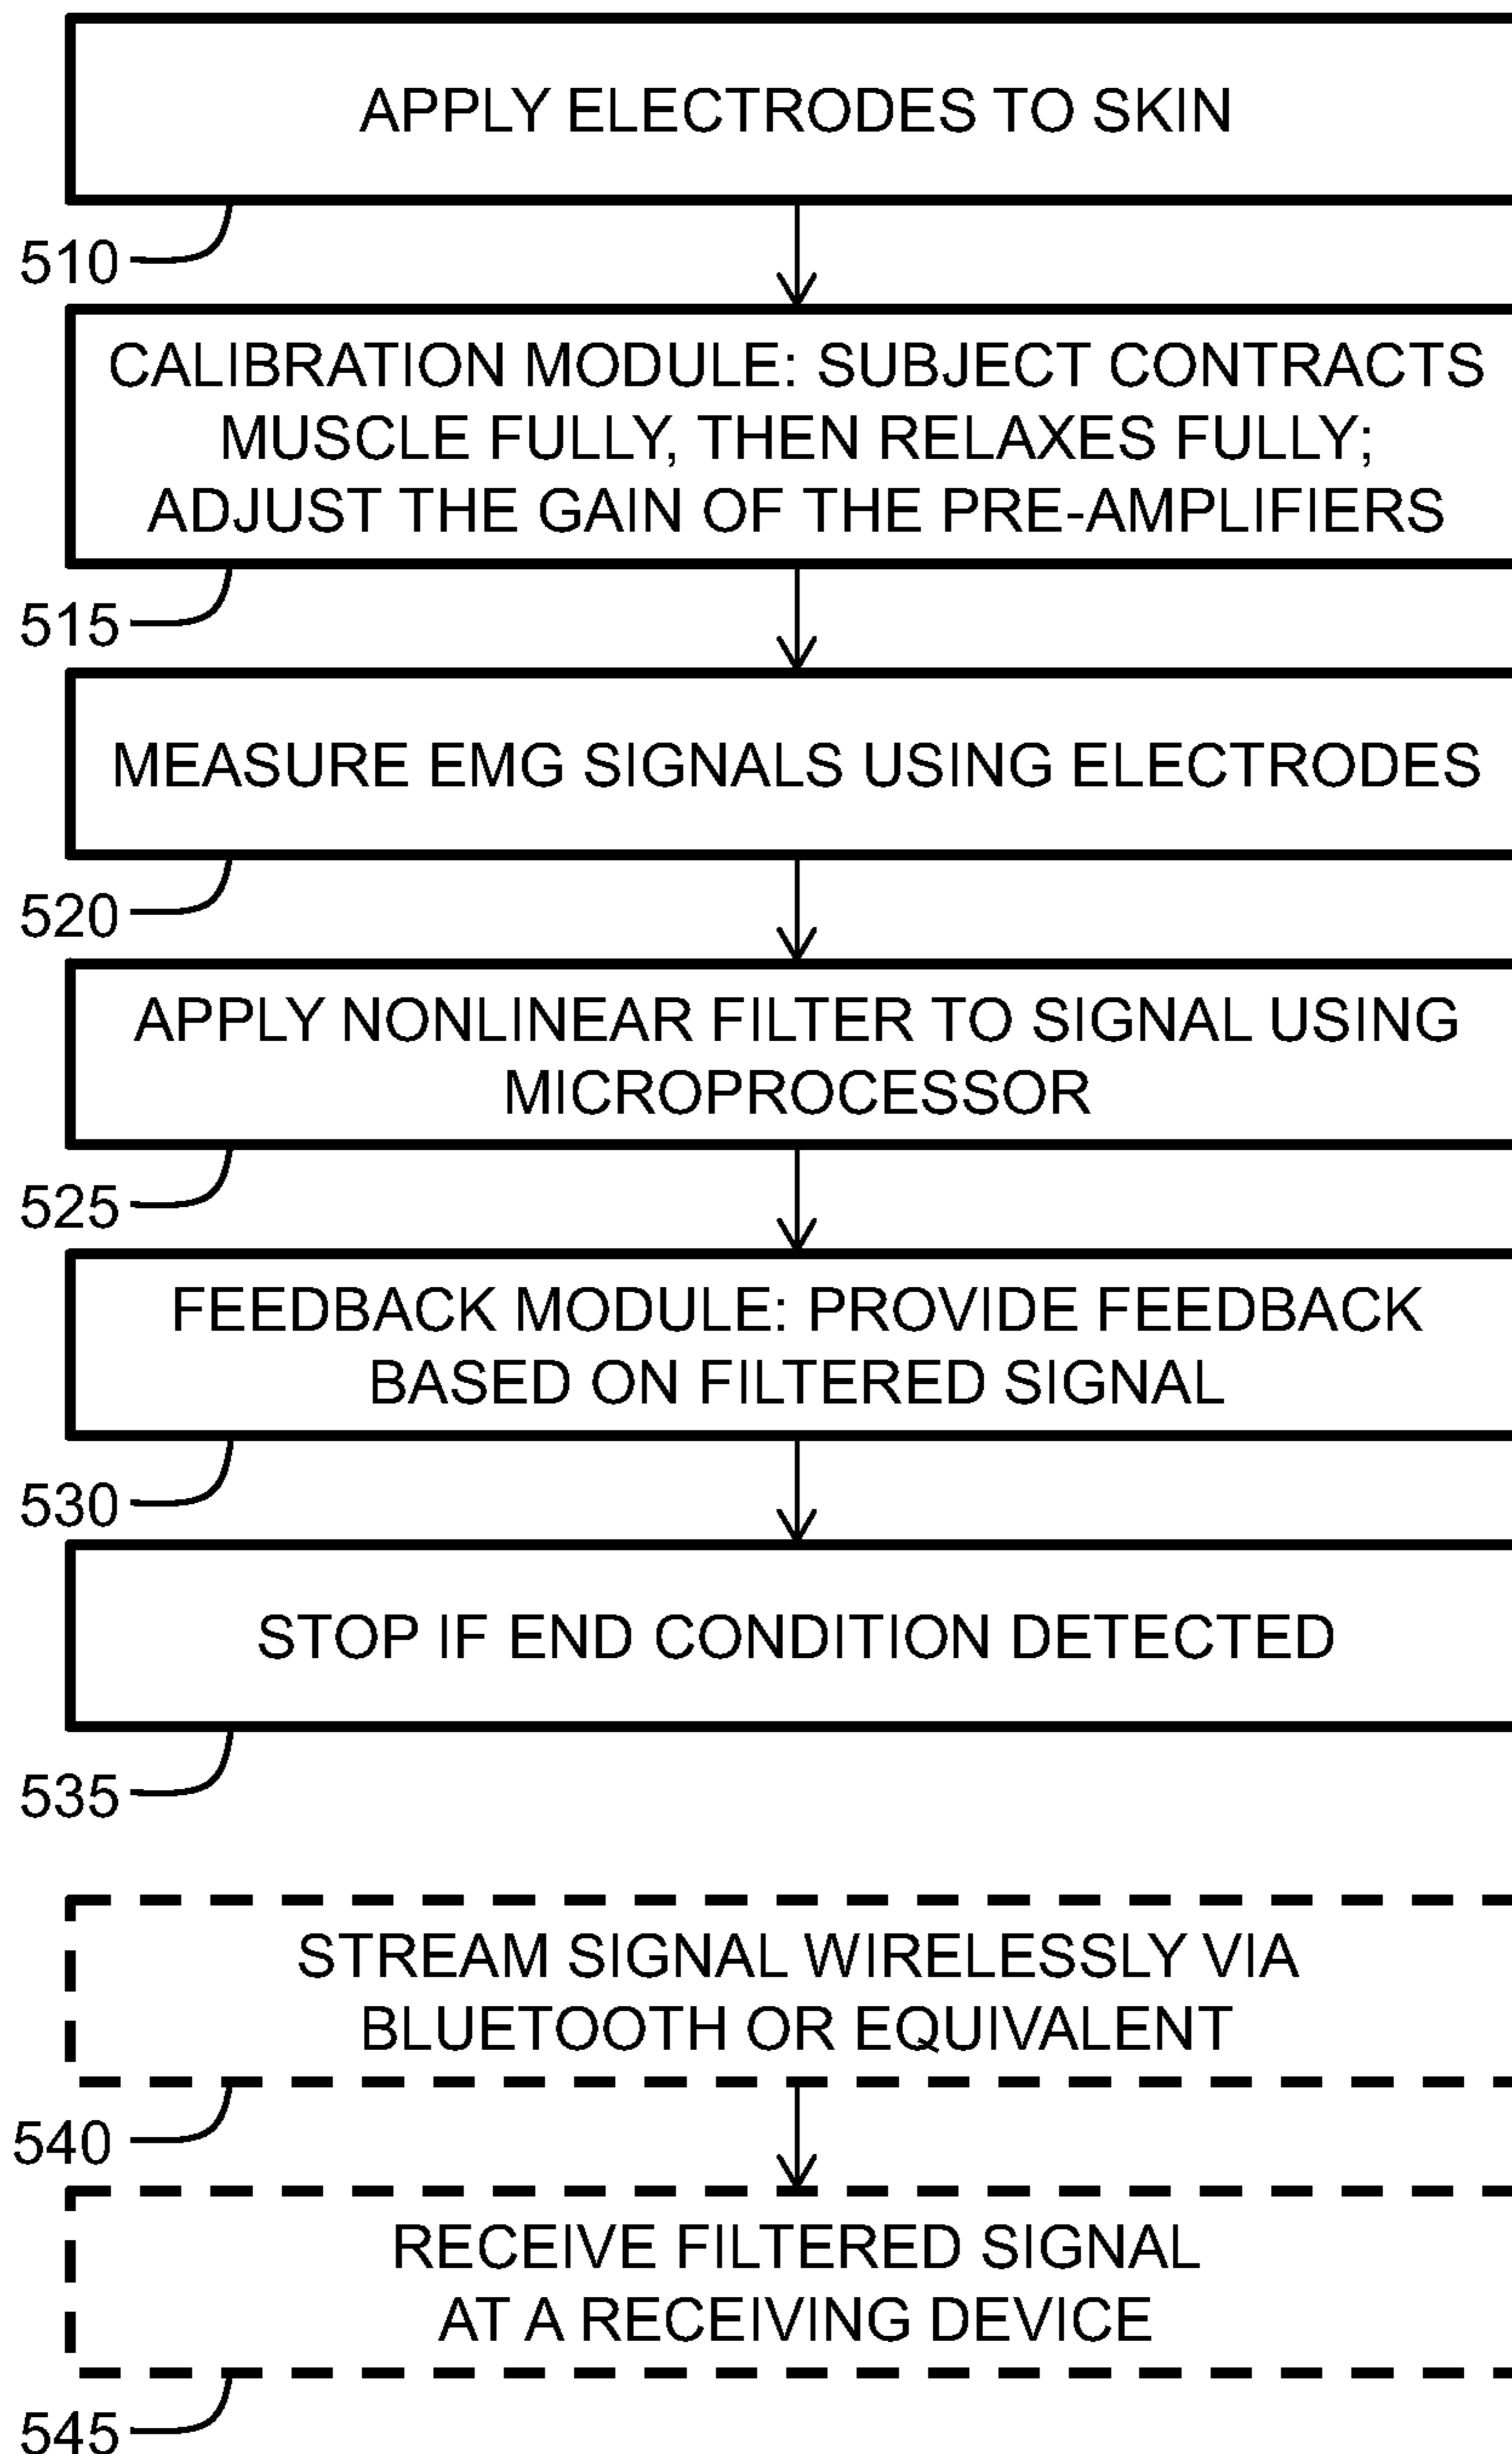 APPLY ELECTRODES TO SKIN
510
CALIBRATION MODULE: SUBJECT CONTRACTS
MUSCLE FULLY, THEN RELAXES FULLY;
ADJUST THE GAIN OF THE PRE-AMPLIFIERS
515
MEASURE EMG SIGNALS USING ELECTRODES
520
APPLY NONLINEAR FILTER TO SIGNAL USING
MICROPROCESSOR
525
FEEDBACK MODULE: PROVIDE FEEDBACK
BASED ON FILTERED SIGNAL
530
STOP IF END CONDITION DETECTED
535
STREAM SIGNAL WIRELESSLY VIA
BLUETOOTH OR EQUIVALENT
540
RECEIVE FILTERED SIGNAL
AT A RECEIVING DEVICE
545